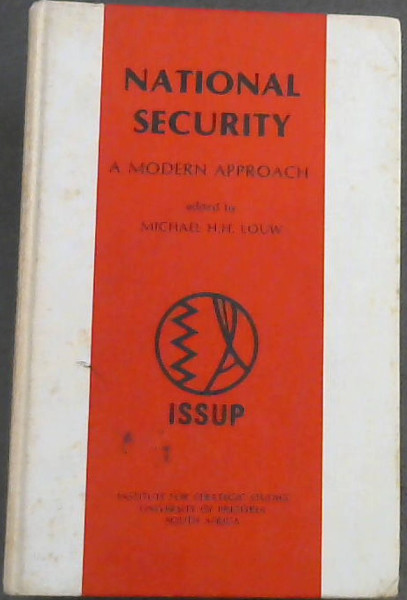 NATIONAL
SECURITY
A MODERN APPROACH
edited by
MICHAEL H.H. LOUW
ISSUP
INSTITUTE FOR STRATEGIC STUDIES
UNIVERSITY OF PRETORIA
SOUTH AFRICA